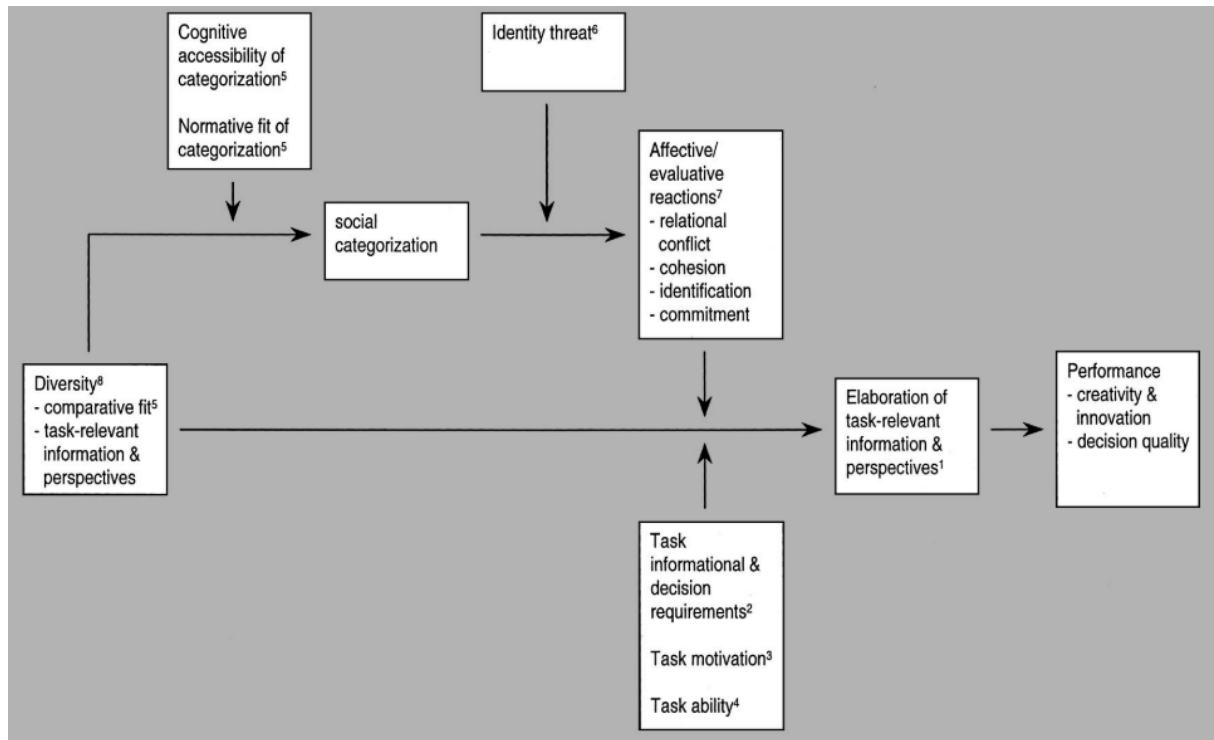 Cognitive
accessibility of
categorization⁵
Normative fit of
categorization⁵
Identity threat⁶
social
categorization
Affective/
evaluative
reactions⁷
- relational
conflict
- cohesion
- identification
- commitment
Diversity⁸
- comparative fit⁵
- task-relevant
information &
perspectives
Elaboration of
task-relevant
information &
perspectives¹
Performance
- creativity &
innovation
- decision quality
Task
informational &
decision
requirements²
Task motivation³
Task ability⁴